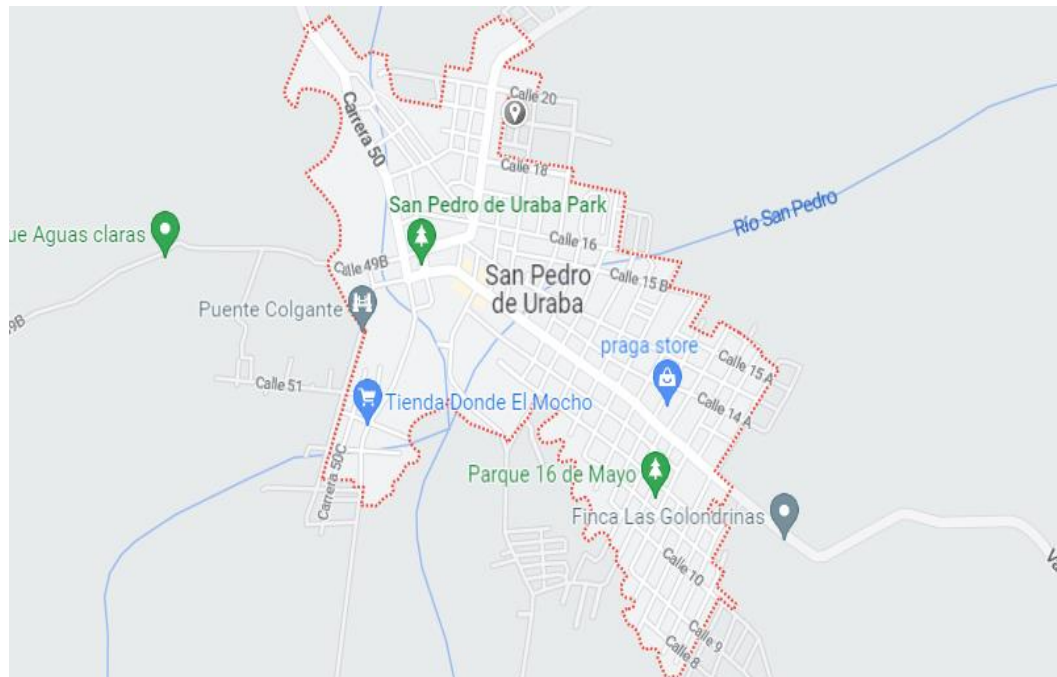 Calle 20
Carrera 50
Calle 18
San Pedro de Uraba Park
Río San Pedro
ue Aguas claras
Calle 16
Calle 49B
Calle 15 B
San Pedro
de Uraba
Puente Colgante
9B
praga store
Calle 15 A
Calle 51
Tienda Donde El Mocho
Calle 14 A
Parque 16 de Mayo
Carrera 50C
Finca Las Golondrinas
Va
Calle 10
Calle 9
Calle 8